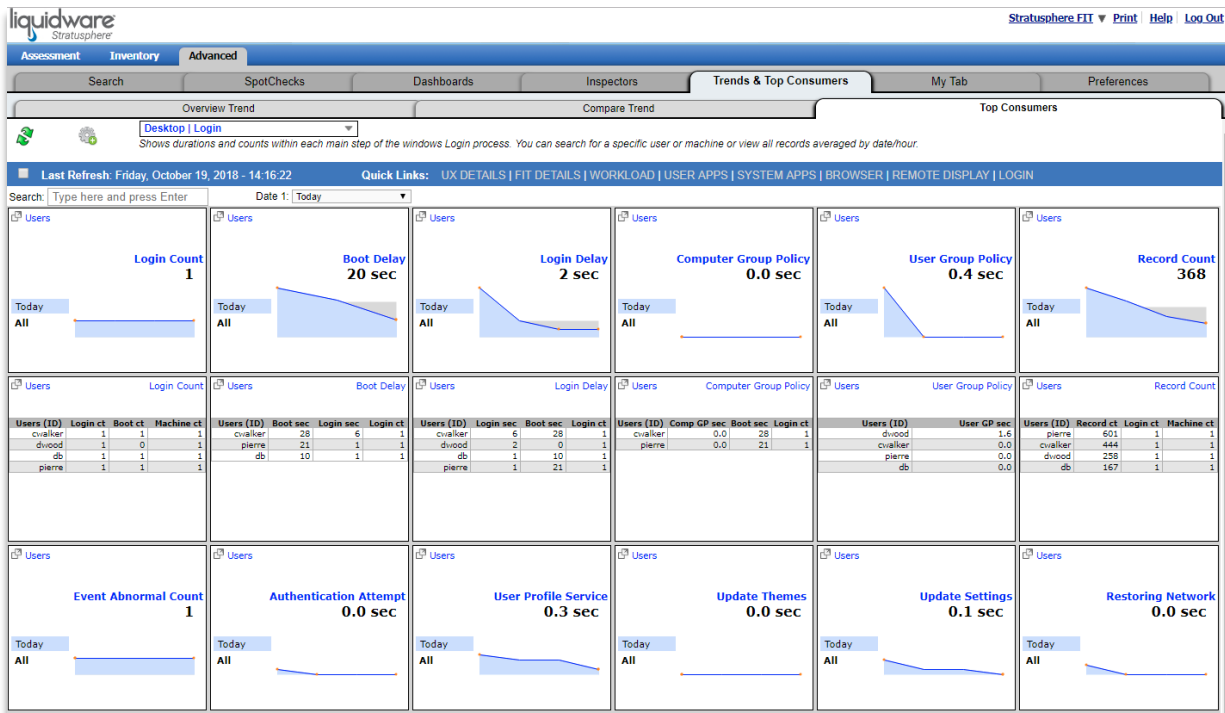 liquidware
Stratusphere
Stratusphere FIT ▼ Print Help Log Out
Assessment Inventory Advanced
Search SpotChecks Dashboards Inspectors Trends & Top Consumers My Tab Preferences
Overview Trend Compare Trend Top Consumers
Desktop | Login
Shows durations and counts within each main step of the windows Login process. You can search for a specific user or machine or view all records averaged by date/hour.
Last Refresh: Friday, October 19, 2018 - 14:16:22 Quick Links: UX DETAILS | FIT DETAILS | WORKLOAD | USER APPS | SYSTEM APPS | BROWSER | REMOTE DISPLAY | LOGIN
Search: Type here and press Enter Date 1: Today
Users Users Users Users Users Users
Login Count Boot Delay Login Delay Computer Group Policy User Group Policy Record Count
1 20 sec 2 sec 0.0 sec 0.4 sec 368
Today Today Today Today Today Today
All All All All All All
Users Login Count Users Boot Delay Users Login Delay Users Computer Group Policy Users User Group Policy Users Record Count
Users (ID) Login ct Boot ct Machine ct Users (ID) Boot sec Login sec Login ct Users (ID) Login sec Boot sec Login ct Users (ID) Comp GP sec Boot sec Login ct Users (ID) User GP sec Users (ID) Record ct Login ct Machine ct
cwalker 1 1 1 cwalker 28 6 1 cwalker 6 28 1 cwalker 0.0 28 1 dwood 1.6 pierre 601 1 1
dwood 1 0 1 pierre 21 1 1 dwood 2 0 1 pierre 0.0 21 1 cwalker 0.0 cwalker 444 1 1
db 1 1 1 db 10 1 1 db 1 10 1 pierre 0.0 dwood 258 1 1
pierre 1 1 1 pierre 1 21 1 db 0.0 db 167 1 1
Users Users Users Users Users Users
Event Abnormal Count Authentication Attempt User Profile Service Update Themes Update Settings Restoring Network
1 0.0 sec 0.3 sec 0.0 sec 0.1 sec 0.0 sec
Today Today Today Today Today Today
All All All All All All